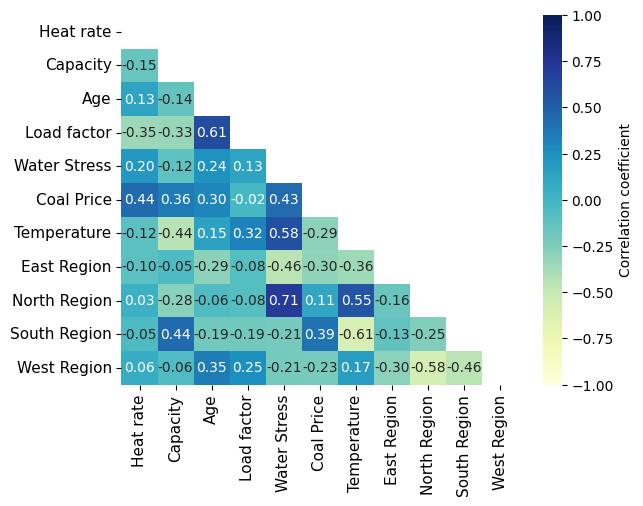 Heat rate
Capacity -0.15
Age 0.13 -0.14
Load factor -0.35 -0.33 0.61
Water Stress 0.20 -0.12 0.24 0.13
Coal Price 0.44 0.36 0.30 -0.02 0.43
Temperature -0.12 -0.44 0.15 0.32 0.58 -0.29
East Region -0.10 -0.05 -0.29 -0.08 -0.46 -0.30 -0.36
North Region 0.03 -0.28 -0.06 -0.08 0.71 0.11 0.55 -0.16
South Region -0.05 0.44 -0.19 -0.19 -0.21 0.39 -0.61 -0.13 -0.25
West Region 0.06 -0.06 0.35 0.25 -0.21 -0.23 0.17 -0.30 -0.58 -0.46
Heat rate
Capacity
Age
Load factor
Water Stress
Coal Price
Temperature
East Region
North Region
South Region
West Region
1.00
0.75
0.50
0.25
0.00
−0.25
−0.50
−0.75
−1.00
Correlation coefficient